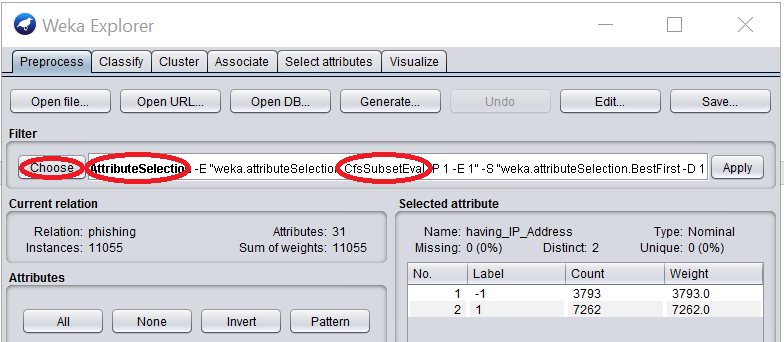 Weka Explorer
Preprocess Classify Cluster Associate Select attributes Visualize
Open file... Open URL... Open DB... Generate... Undo Edit... Save...
Filter
Choose AttributeSelection -E "weka.attributeSelection.CfsSubsetEval -P 1 -E 1" -S "weka.attributeSelection.BestFirst -D 1 Apply
Current relation
Relation: phishing Attributes: 31
Instances: 11055 Sum of weights: 11055
Attributes
All None Invert Pattern
Selected attribute
Name: having_IP_Address Type: Nominal
Missing: 0 (0%) Distinct: 2 Unique: 0 (0%)
No. Label Count Weight
1 -1 3793 3793.0
2 1 7262 7262.0